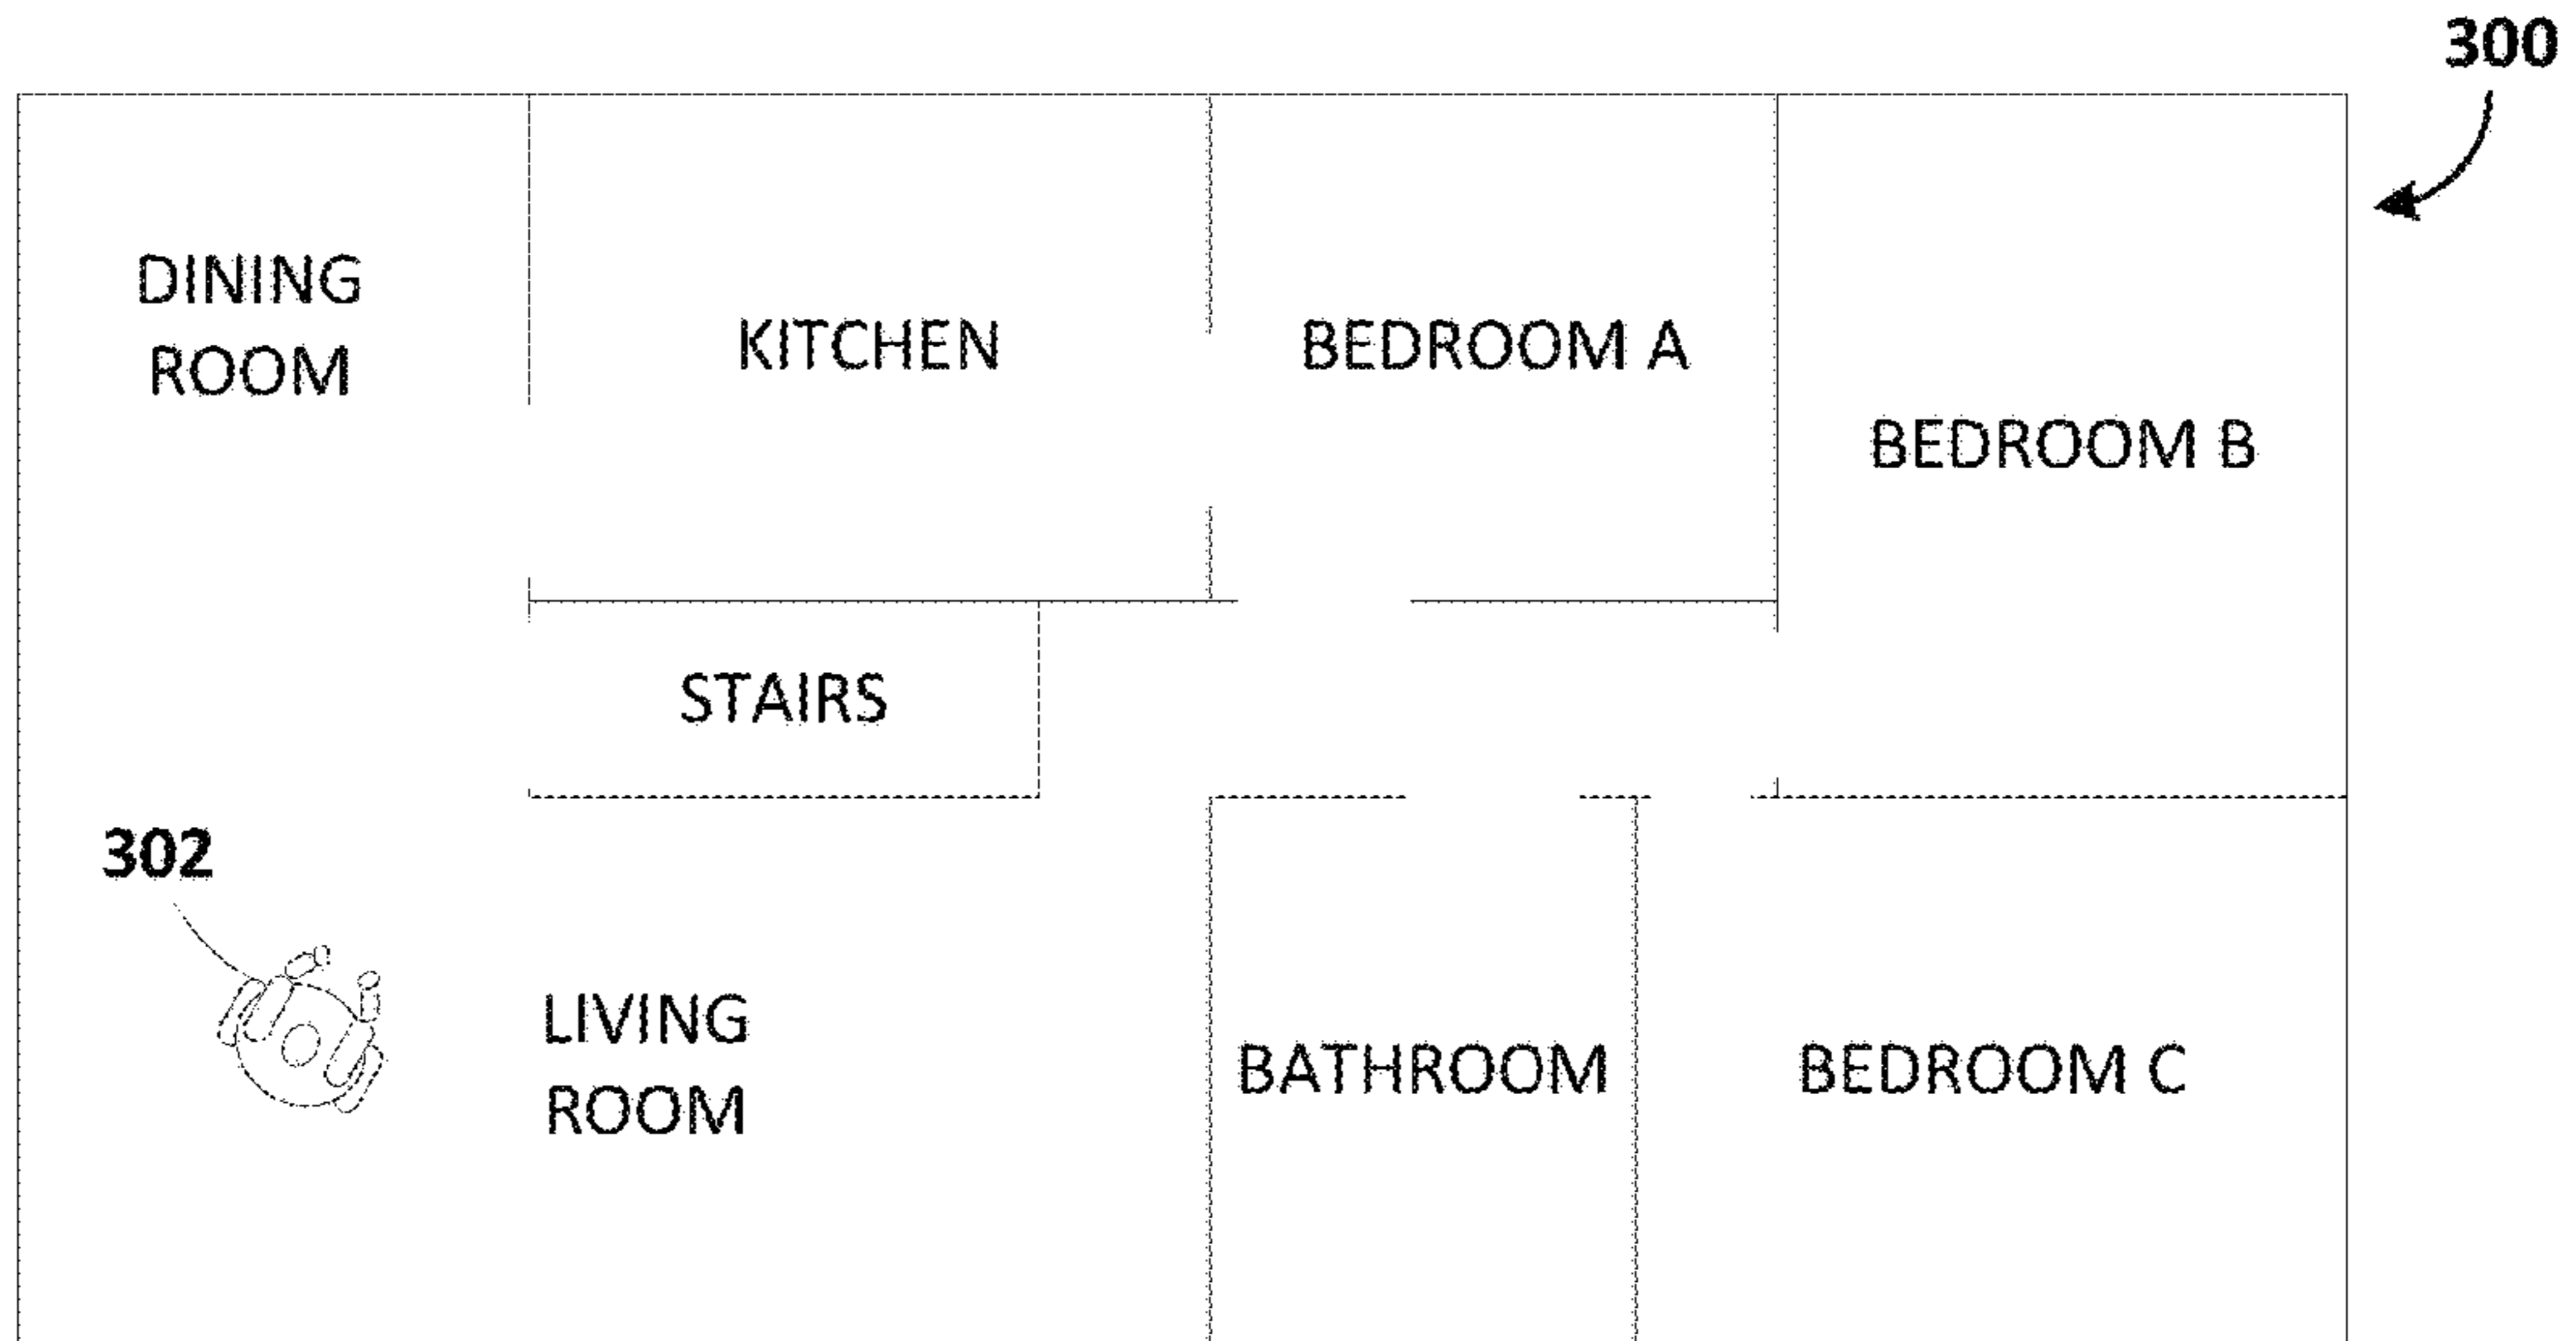 300
DINING
ROOM
KITCHEN
BEDROOM A
BEDROOM B
STAIRS
302
LIVING
ROOM
BATHROOM
BEDROOM C